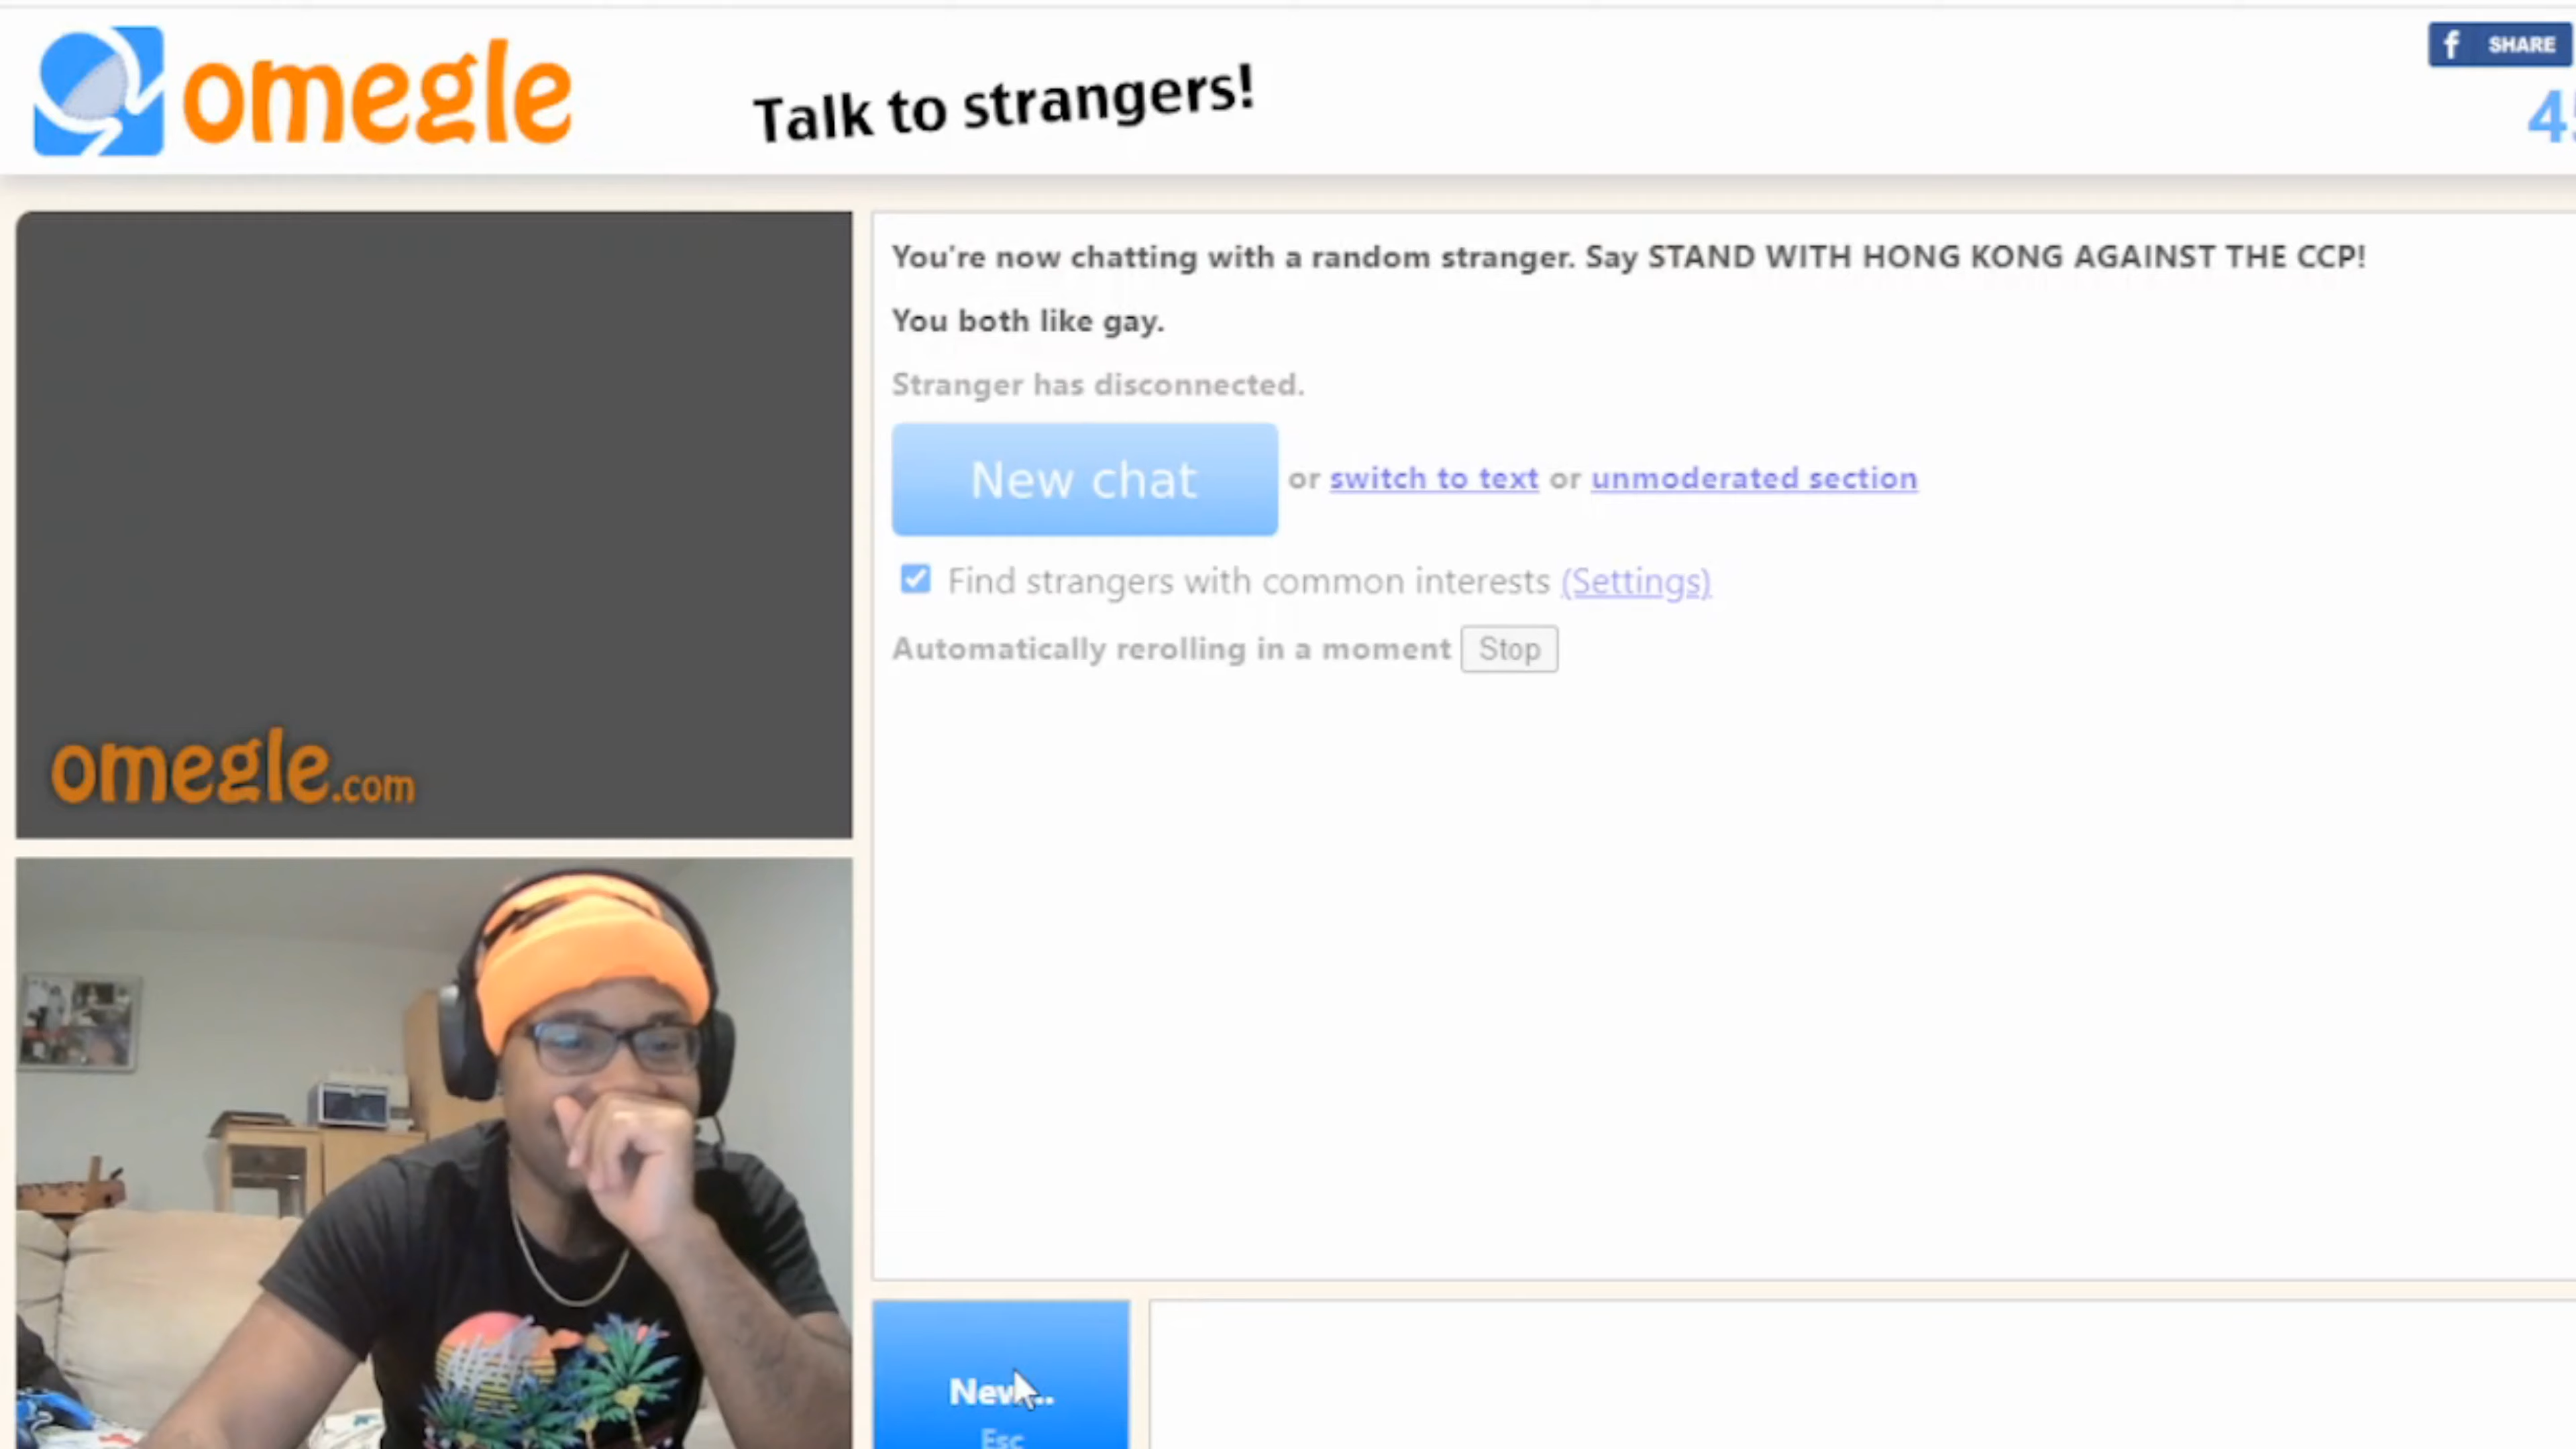 omegle
Talk to strangers!
f SHARE
You're now chatting with a random stranger. Say STAND WITH HONG KONG AGAINST THE CCP!
You both like gay.
Stranger has disconnected.
New chat or switch to text or unmoderated section
Find strangers with common interests (Settings)
Automatically rerolling in a moment Stop
omegle.com
New...
Esc